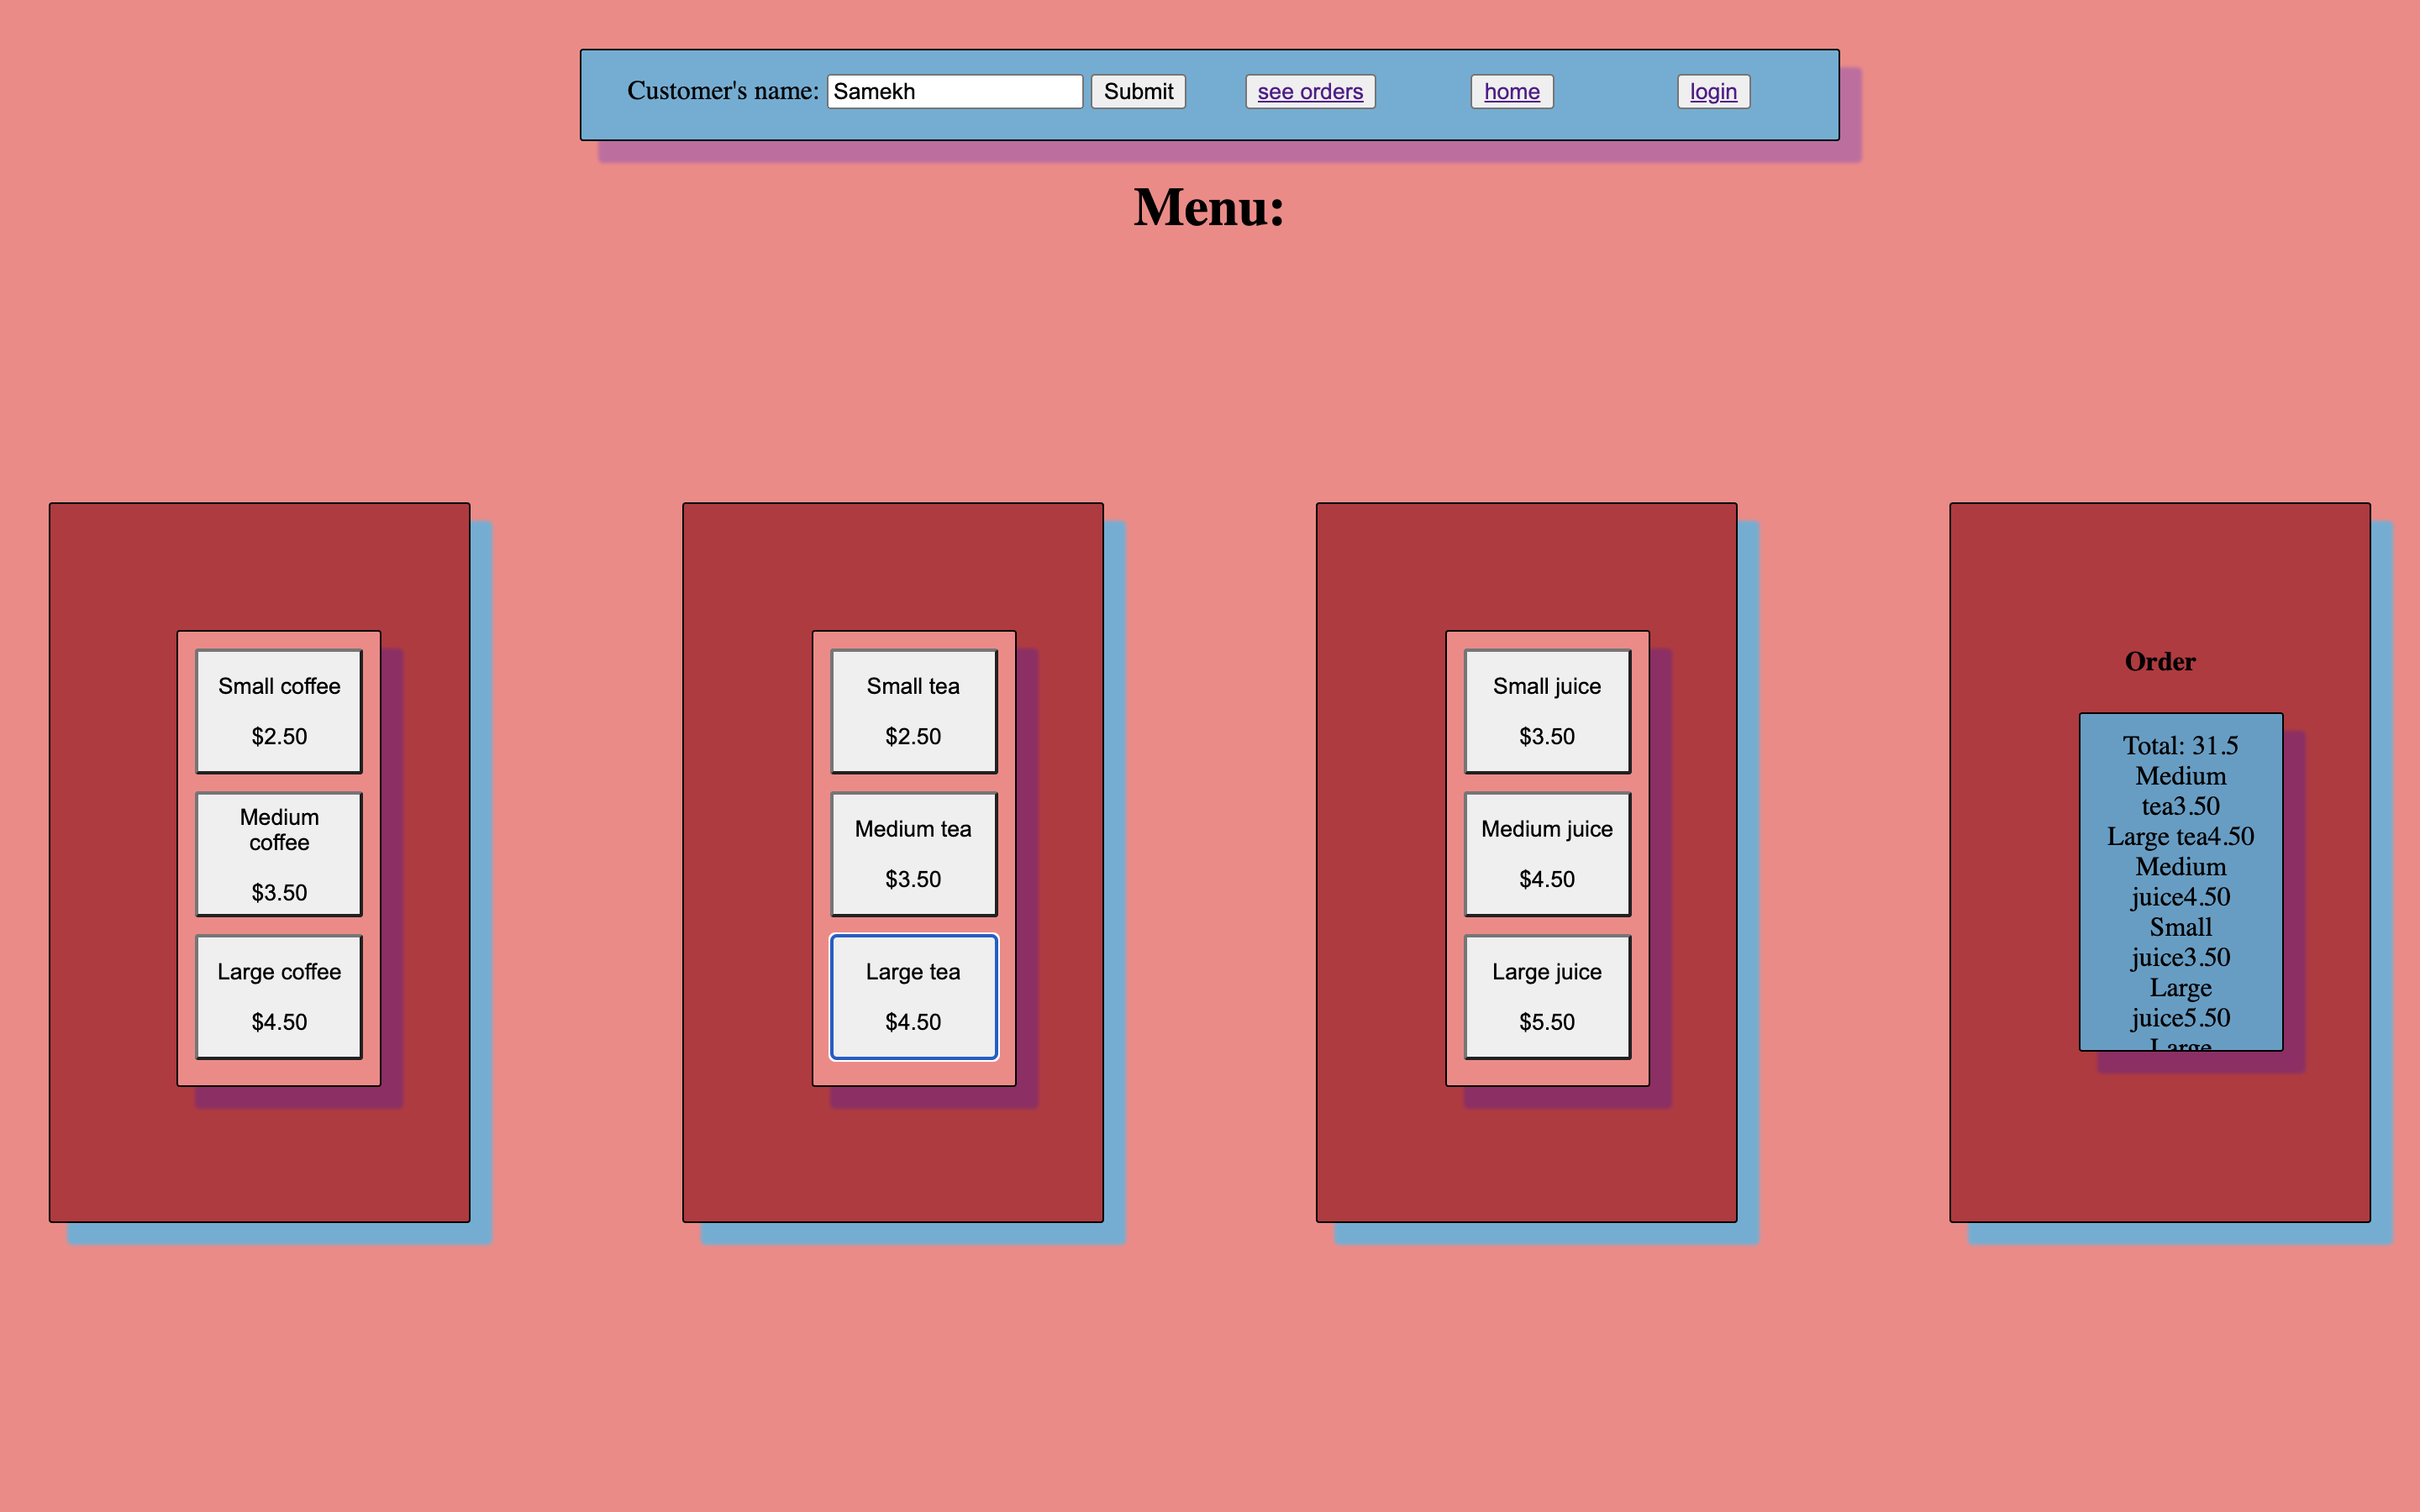 Customer's name: Samekh Submit see orders home login
Menu:
Small coffee
$2.50
Medium
coffee
$3.50
Large coffee
$4.50
Small tea
$2.50
Medium tea
$3.50
Large tea
$4.50
Small juice
$3.50
Medium juice
$4.50
Large juice
$5.50
Order
Total: 31.5
Medium
tea3.50
Large tea4.50
Medium
juice4.50
Small
juice3.50
Large
juice5.50
Large